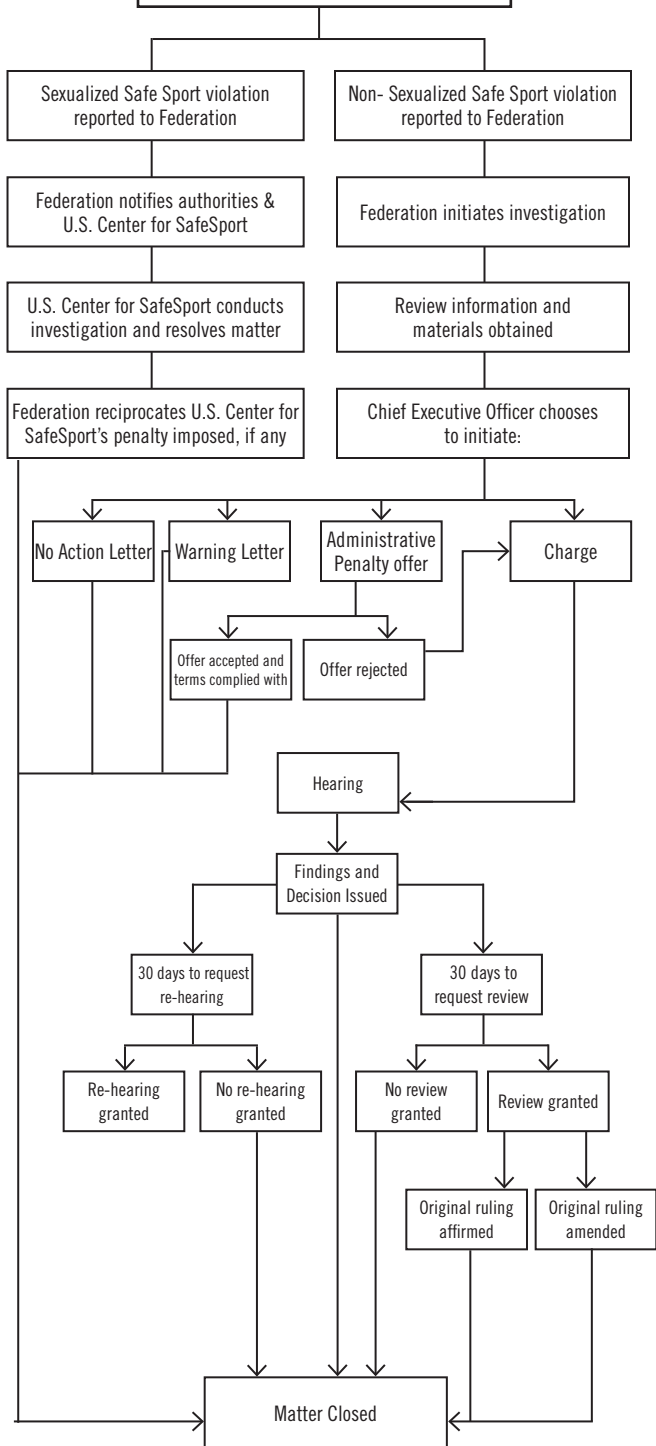 Sexualized Safe Sport violation
reported to Federation
Non- Sexualized Safe Sport violation
reported to Federation
Federation notifies authorities &
U.S. Center for SafeSport
Federation initiates investigation
U.S. Center for SafeSport conducts
investigation and resolves matter
Review information and
materials obtained
Federation reciprocates U.S. Center for
SafeSport’s penalty imposed, if any
Chief Executive Officer chooses
to initiate:
No Action Letter
Warning Letter
Administrative
Penalty offer
Charge
Offer accepted and
terms complied with
Offer rejected
Hearing
Findings and
Decision Issued
30 days to request
re-hearing
30 days to
request review
Re-hearing
granted
No re-hearing
granted
No review
granted
Review granted
Original ruling
affirmed
Original ruling
amended
Matter Closed